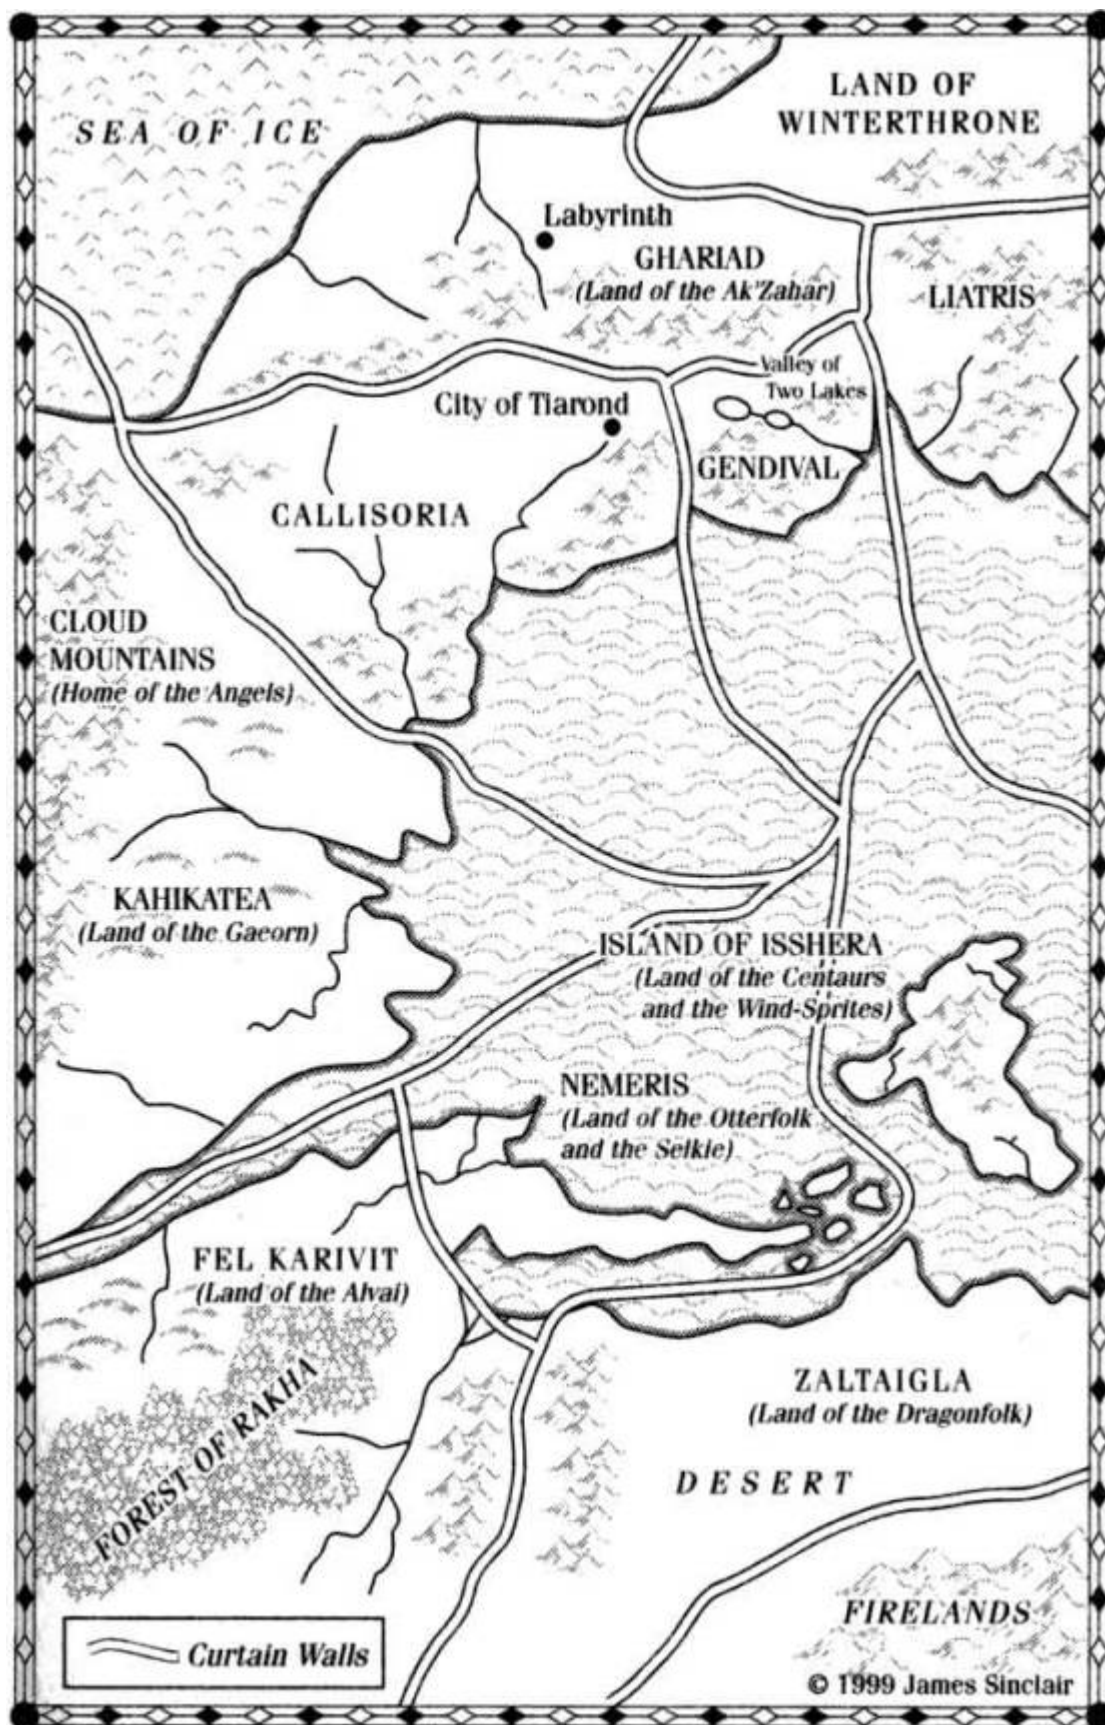 LAND OF
WINTERTHRONE
SEA OF ICE
Labyrinth
GHARIAD
(Land of the Ak'Zahar)
LIATRIS
Valley of
Two Lakes
City of Tiarond
GENDIVAL
CALLISORIA
CLOUD
MOUNTAINS
(Home of the Angels)
KAHIKATEA
(Land of the Gaeorn)
ISLAND OF ISSHERA
(Land of the Centaurs
and the Wind-Sprites)
NEMERIS
(Land of the Otterfolk
and the Selkie)
FEL KARIVIT
(Land of the Alvai)
FOREST OF RAKHA
ZALTAIGLA
(Land of the Dragonfolk)
DESERT
FIRELANDS
Curtain Walls
© 1999 James Sinclair